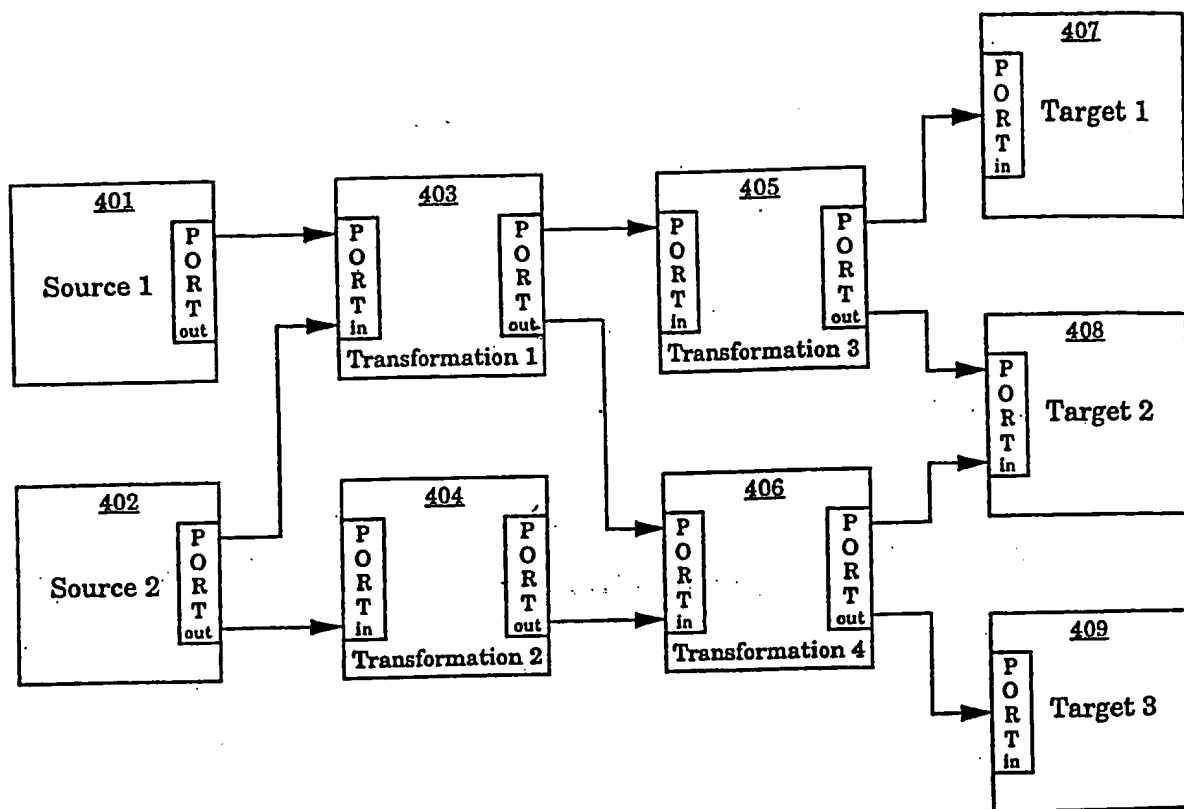 407
PORT in
Target 1
401
Source 1
PORT out
403
PORT in
PORT out
Transformation 1
405
PORT in
PORT out
Transformation 3
408
PORT in
Target 2
402
Source 2
PORT out
404
PORT in
PORT out
Transformation 2
406
PORT in
PORT out
Transformation 4
409
PORT in
Target 3